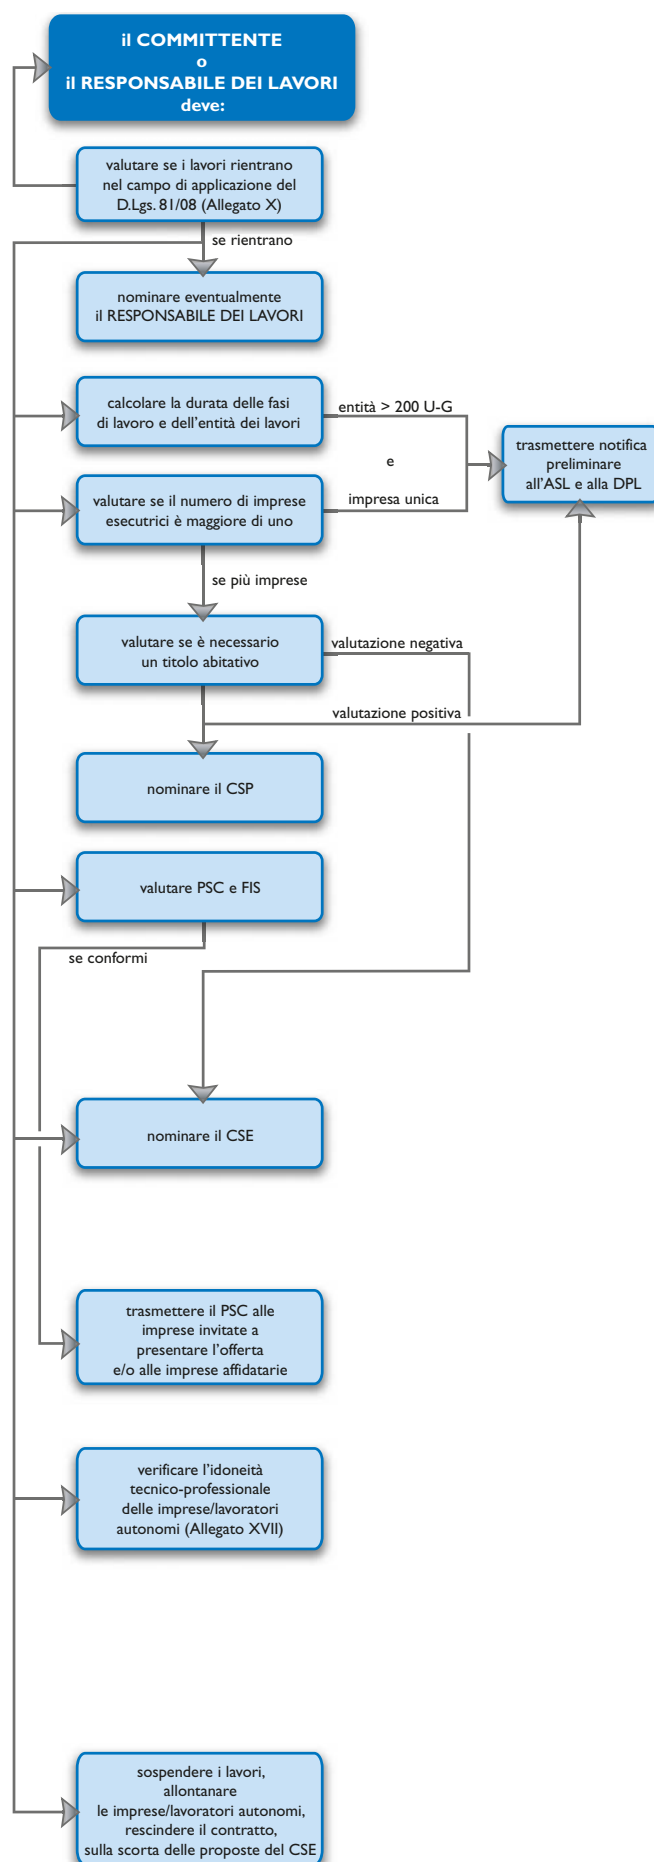 il COMMITTENTE
o
il RESPONSABILE DEI LAVORI
deve:
valutare se i lavori rientrano
nel campo di applicazione del
D.Lgs. 81/08 (Allegato X)
se rientrano
nominare eventualmente
il RESPONSABILE DEI LAVORI
calcolare la durata delle fasi
di lavoro e dell'entità dei lavori
entità > 200 U-G
e
trasmettere notifica
preliminare
all'ASL e alla DPL
valutare se il numero di imprese
esecutrici è maggiore di uno
impresa unica
se più imprese
valutare se è necessario
un titolo abitativo
valutazione negativa
valutazione positiva
nominare il CSP
valutare PSC e FIS
se conformi
nominare il CSE
trasmettere il PSC alle
imprese invitate a
presentare l'offerta
e/o alle imprese affidatarie
verificare l'idoneità
tecnico-professionale
delle imprese/lavoratori
autonomi (Allegato XVII)
sospendere i lavori,
allontanare
le imprese/lavoratori autonomi,
rescindere il contratto,
sulla scorta delle proposte del CSE